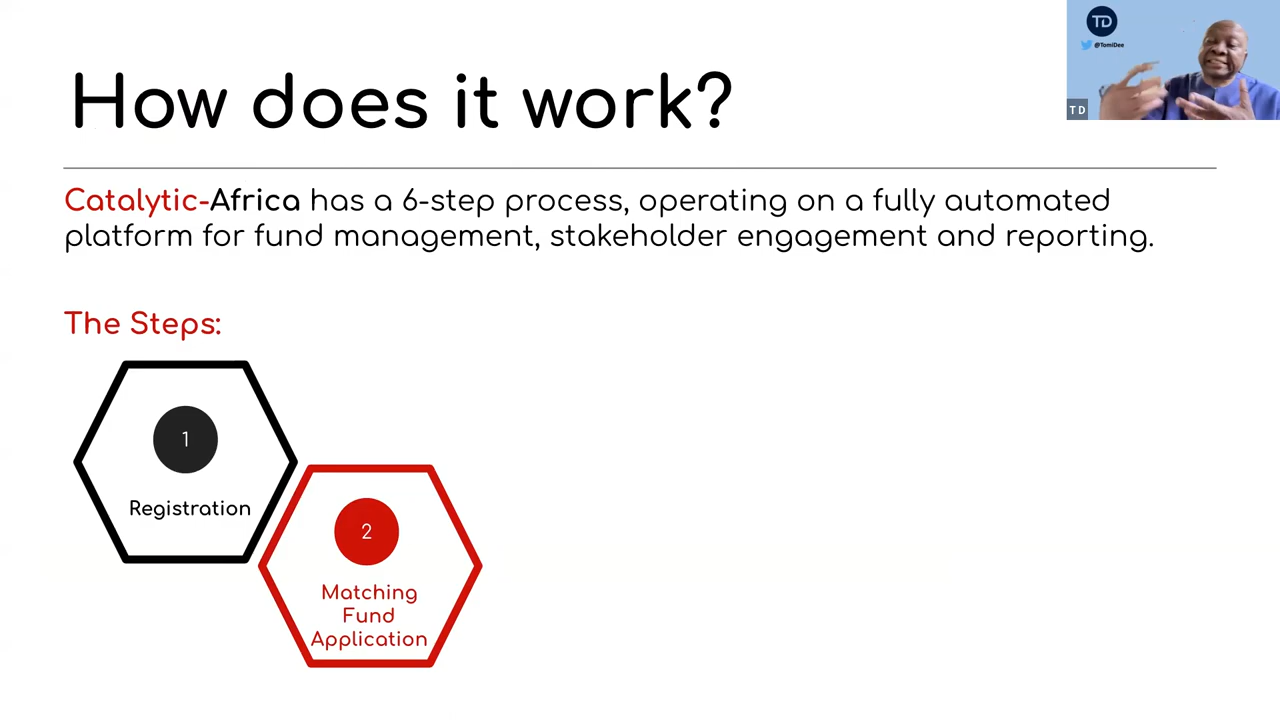 How does it work?
TD
@TomiDee
T D
Catalytic-Africa has a 6-step process, operating on a fully automated
platform for fund management, stakeholder engagement and reporting.
The Steps:
1
Registration
2
Matching
Fund
Application